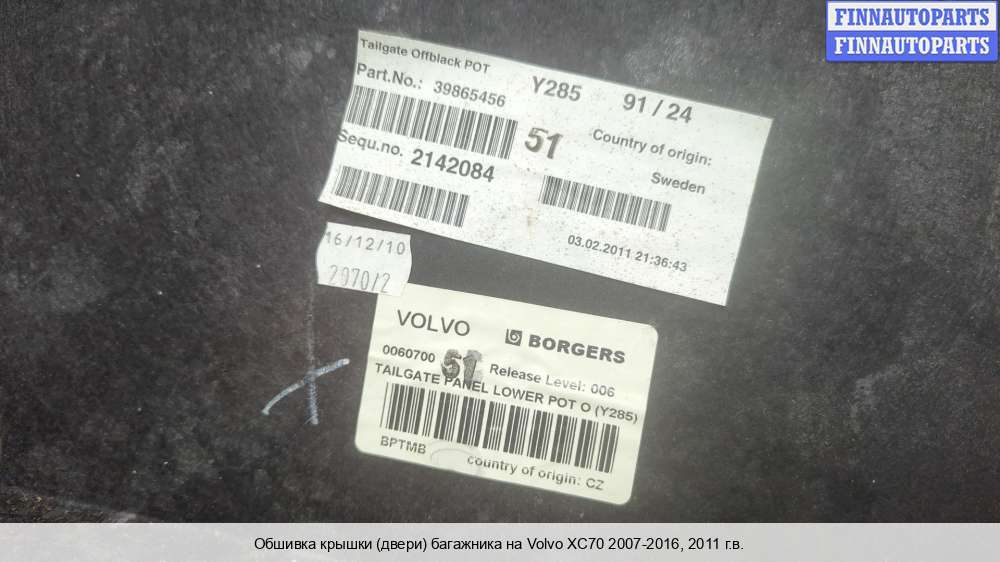 FINNAUTOPARTS
FINNAUTOPARTS
Tailgate Offblack POT
Y285
91 / 24
Part.No.: 39865456
51
Country of origin:
Sweden
Sequ.no. 2142084
03.02.2011 21:36:43
16/12/10
2970/2
VOLVO
BORGERS
0060700
51
Release Level: 006
TAILGATE PANEL LOWER POT O (Y285)
BPTMB
country of origin: CZ
Обшивка крышки (двери) багажника на Volvo XC70 2007-2016, 2011 г.в.